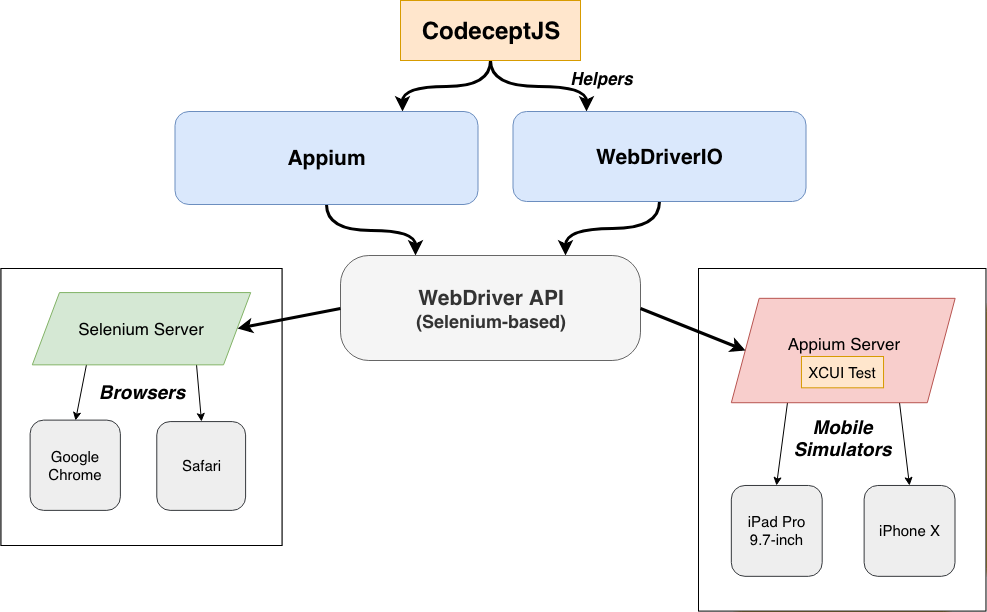 CodeceptJS
Helpers
Appium
WebDriverIO
WebDriver API
(Selenium-based)
Selenium Server
Browsers
Google
Chrome
Safari
Appium Server
XCUI Test
Mobile
Simulators
iPad Pro
9.7-inch
iPhone X